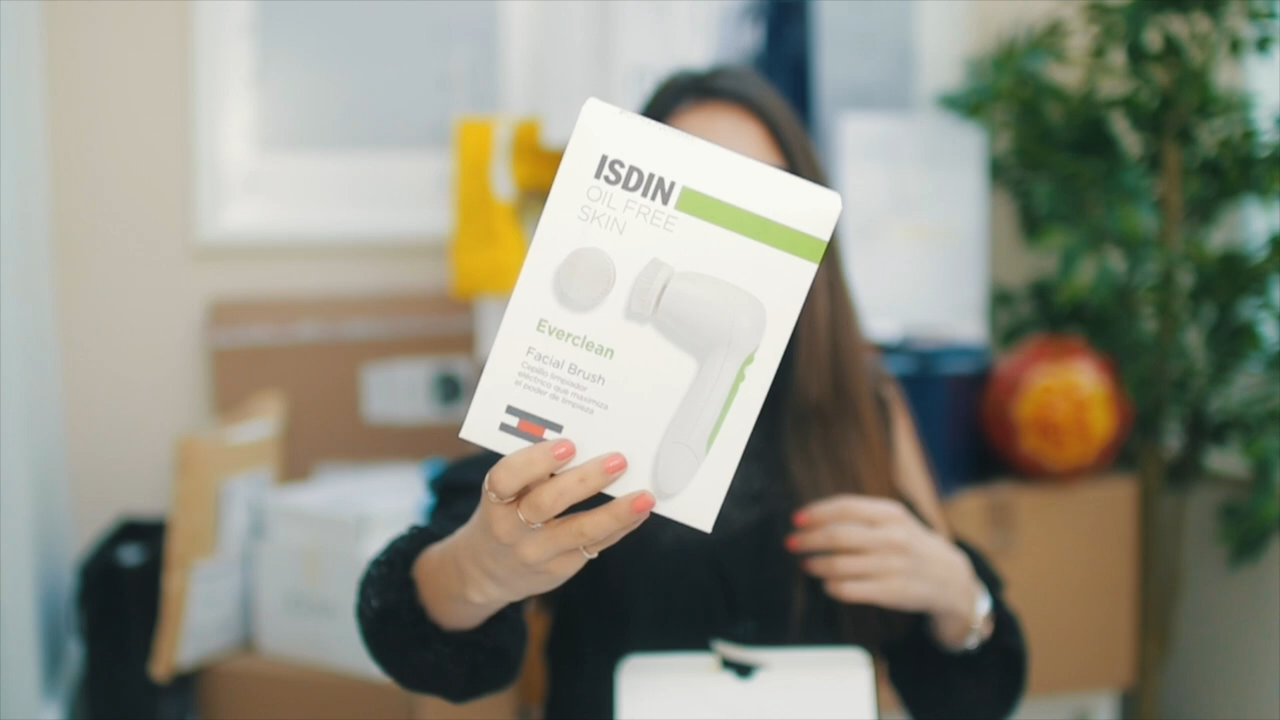 ISDIN
OIL FREE
SKIN
Everclean
Facial Brush
Cepillo limpiador
eléctrico que maximiza
el poder de limpieza